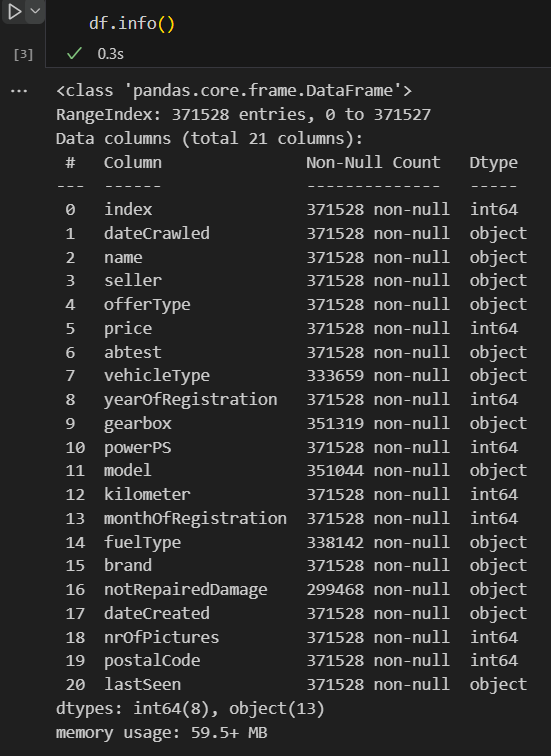 df.info()
[3]
0.3s
<class 'pandas.core.frame.DataFrame'>
RangeIndex: 371528 entries, 0 to 371527
Data columns (total 21 columns):
 #   Column               Non-Null Count   Dtype
---  ------               --------------   -----
 0   index                371528 non-null  int64
 1   dateCrawled          371528 non-null  object
 2   name                 371528 non-null  object
 3   seller               371528 non-null  object
 4   offerType            371528 non-null  object
 5   price                371528 non-null  int64
 6   abtest               371528 non-null  object
 7   vehicleType          333659 non-null  object
 8   yearOfRegistration   371528 non-null  int64
 9   gearbox              351319 non-null  object
 10  powerPS              371528 non-null  int64
 11  model                351044 non-null  object
 12  kilometer            371528 non-null  int64
 13  monthOfRegistration  371528 non-null  int64
 14  fuelType             338142 non-null  object
 15  brand                371528 non-null  object
 16  notRepairedDamage    299468 non-null  object
 17  dateCreated          371528 non-null  object
 18  nrOfPictures         371528 non-null  int64
 19  postalCode           371528 non-null  int64
 20  lastSeen             371528 non-null  object
dtypes: int64(8), object(13)
memory usage: 59.5+ MB